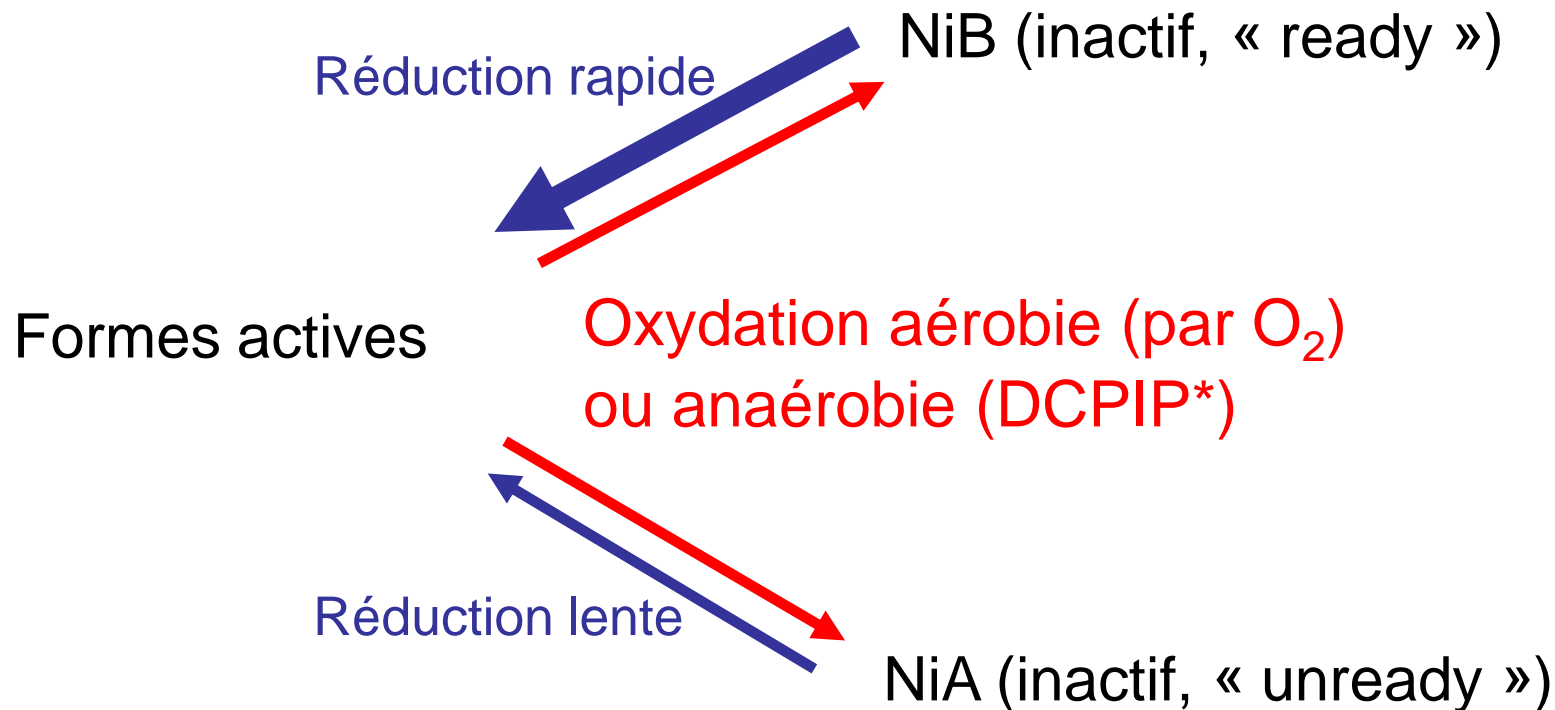 NiB (inactif, « ready »)
Réduction rapide
Formes actives
Oxydation aérobie (par O₂)
ou anaérobie (DCPIP*)
Réduction lente
NiA (inactif, « unready »)